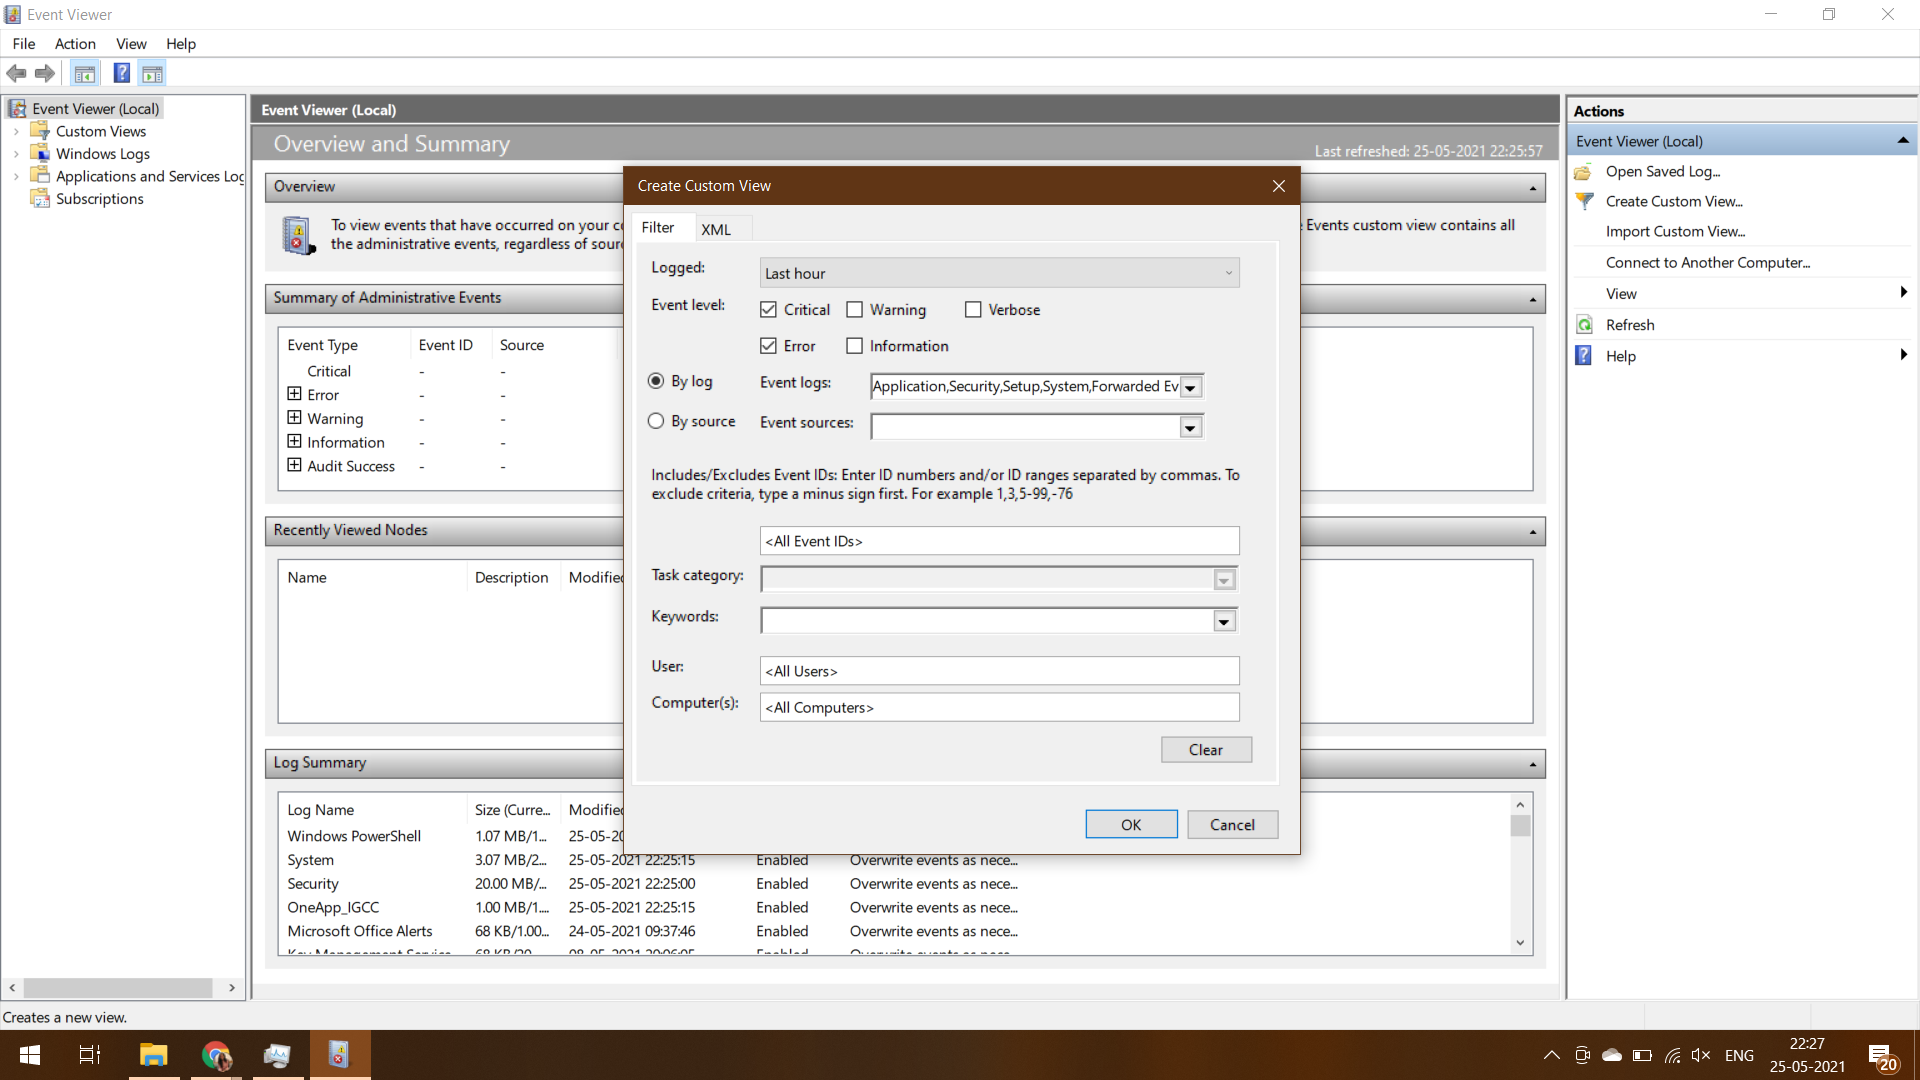 Event Viewer
File Action View Help
Event Viewer (Local)
Custom Views
Windows Logs
Applications and Services Log
Subscriptions
Event Viewer (Local)
Overview and Summary
Last refreshed: 25-05-2021 22:25:57
Overview
To view events that have occurred on your co
the administrative events, regardless of sour
Events custom view contains all
Summary of Administrative Events
Event Type Event ID Source
Critical - -
Error - -
Warning - -
Information - -
Audit Success - -
Recently Viewed Nodes
Name Description Modified
Log Summary
Log Name Size (Curre... Modified
Windows PowerShell 1.07 MB/1... 25-05-20
System 3.07 MB/2... 25-05-2021 22:25:15 Enabled Overwrite events as nece...
Security 20.00 MB/... 25-05-2021 22:25:00 Enabled Overwrite events as nece...
OneApp_IGCC 1.00 MB/1.... 25-05-2021 22:25:15 Enabled Overwrite events as nece...
Microsoft Office Alerts 68 KB/1.00... 24-05-2021 09:37:46 Enabled Overwrite events as nece...
Create Custom View
Filter XML
Logged: Last hour
Event level: Critical Warning Verbose
Error Information
By log Event logs: Application,Security,Setup,System,Forwarded Ev
By source Event sources:
Includes/Excludes Event IDs: Enter ID numbers and/or ID ranges separated by commas. To
exclude criteria, type a minus sign first. For example 1,3,5-99,-76
<All Event IDs>
Task category:
Keywords:
User: <All Users>
Computer(s): <All Computers>
Clear
OK Cancel
Actions
Event Viewer (Local)
Open Saved Log...
Create Custom View...
Import Custom View...
Connect to Another Computer...
View
Refresh
Help
Creates a new view.
ENG
22:27
25-05-2021
20